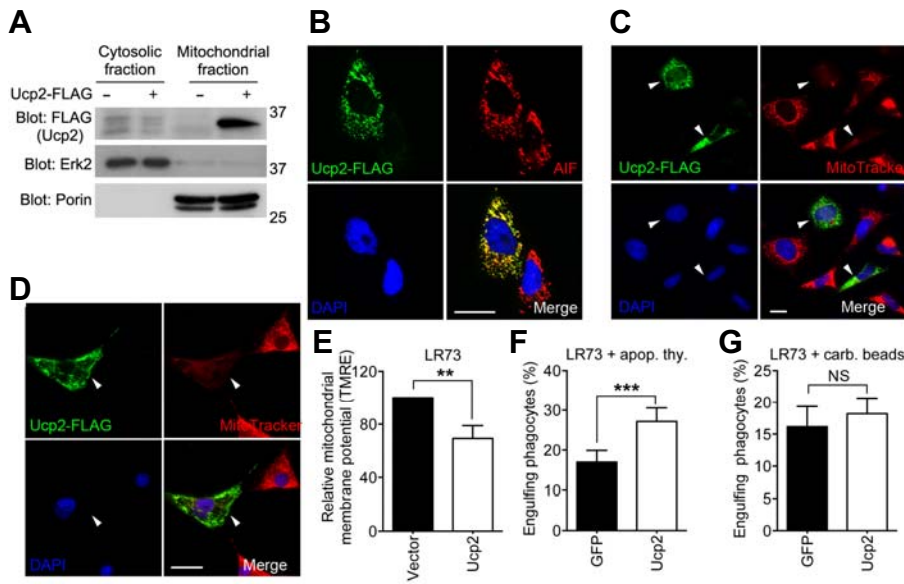 A
Cytosolic fraction
Mitochondrial fraction
Ucp2-FLAG
– + – +
Blot: FLAG (Ucp2)
37
Blot: Erk2
37
Blot: Porin
25
B
Ucp2-FLAG
AIF
DAPI
Merge
C
Ucp2-FLAG
MitoTracker
DAPI
Merge
D
Ucp2-FLAG
MitoTracker
DAPI
Merge
E
LR73
**
Relative mitochondrial membrane potential (TMRE)
120
80
40
0
Vector
Ucp2
F
LR73 + apop. thy.
***
Engulfing phagocytes (%)
40
30
20
10
0
GFP
Ucp2
G
LR73 + carb. beads
NS
Engulfing phagocytes (%)
25
20
15
10
5
0
GFP
Ucp2